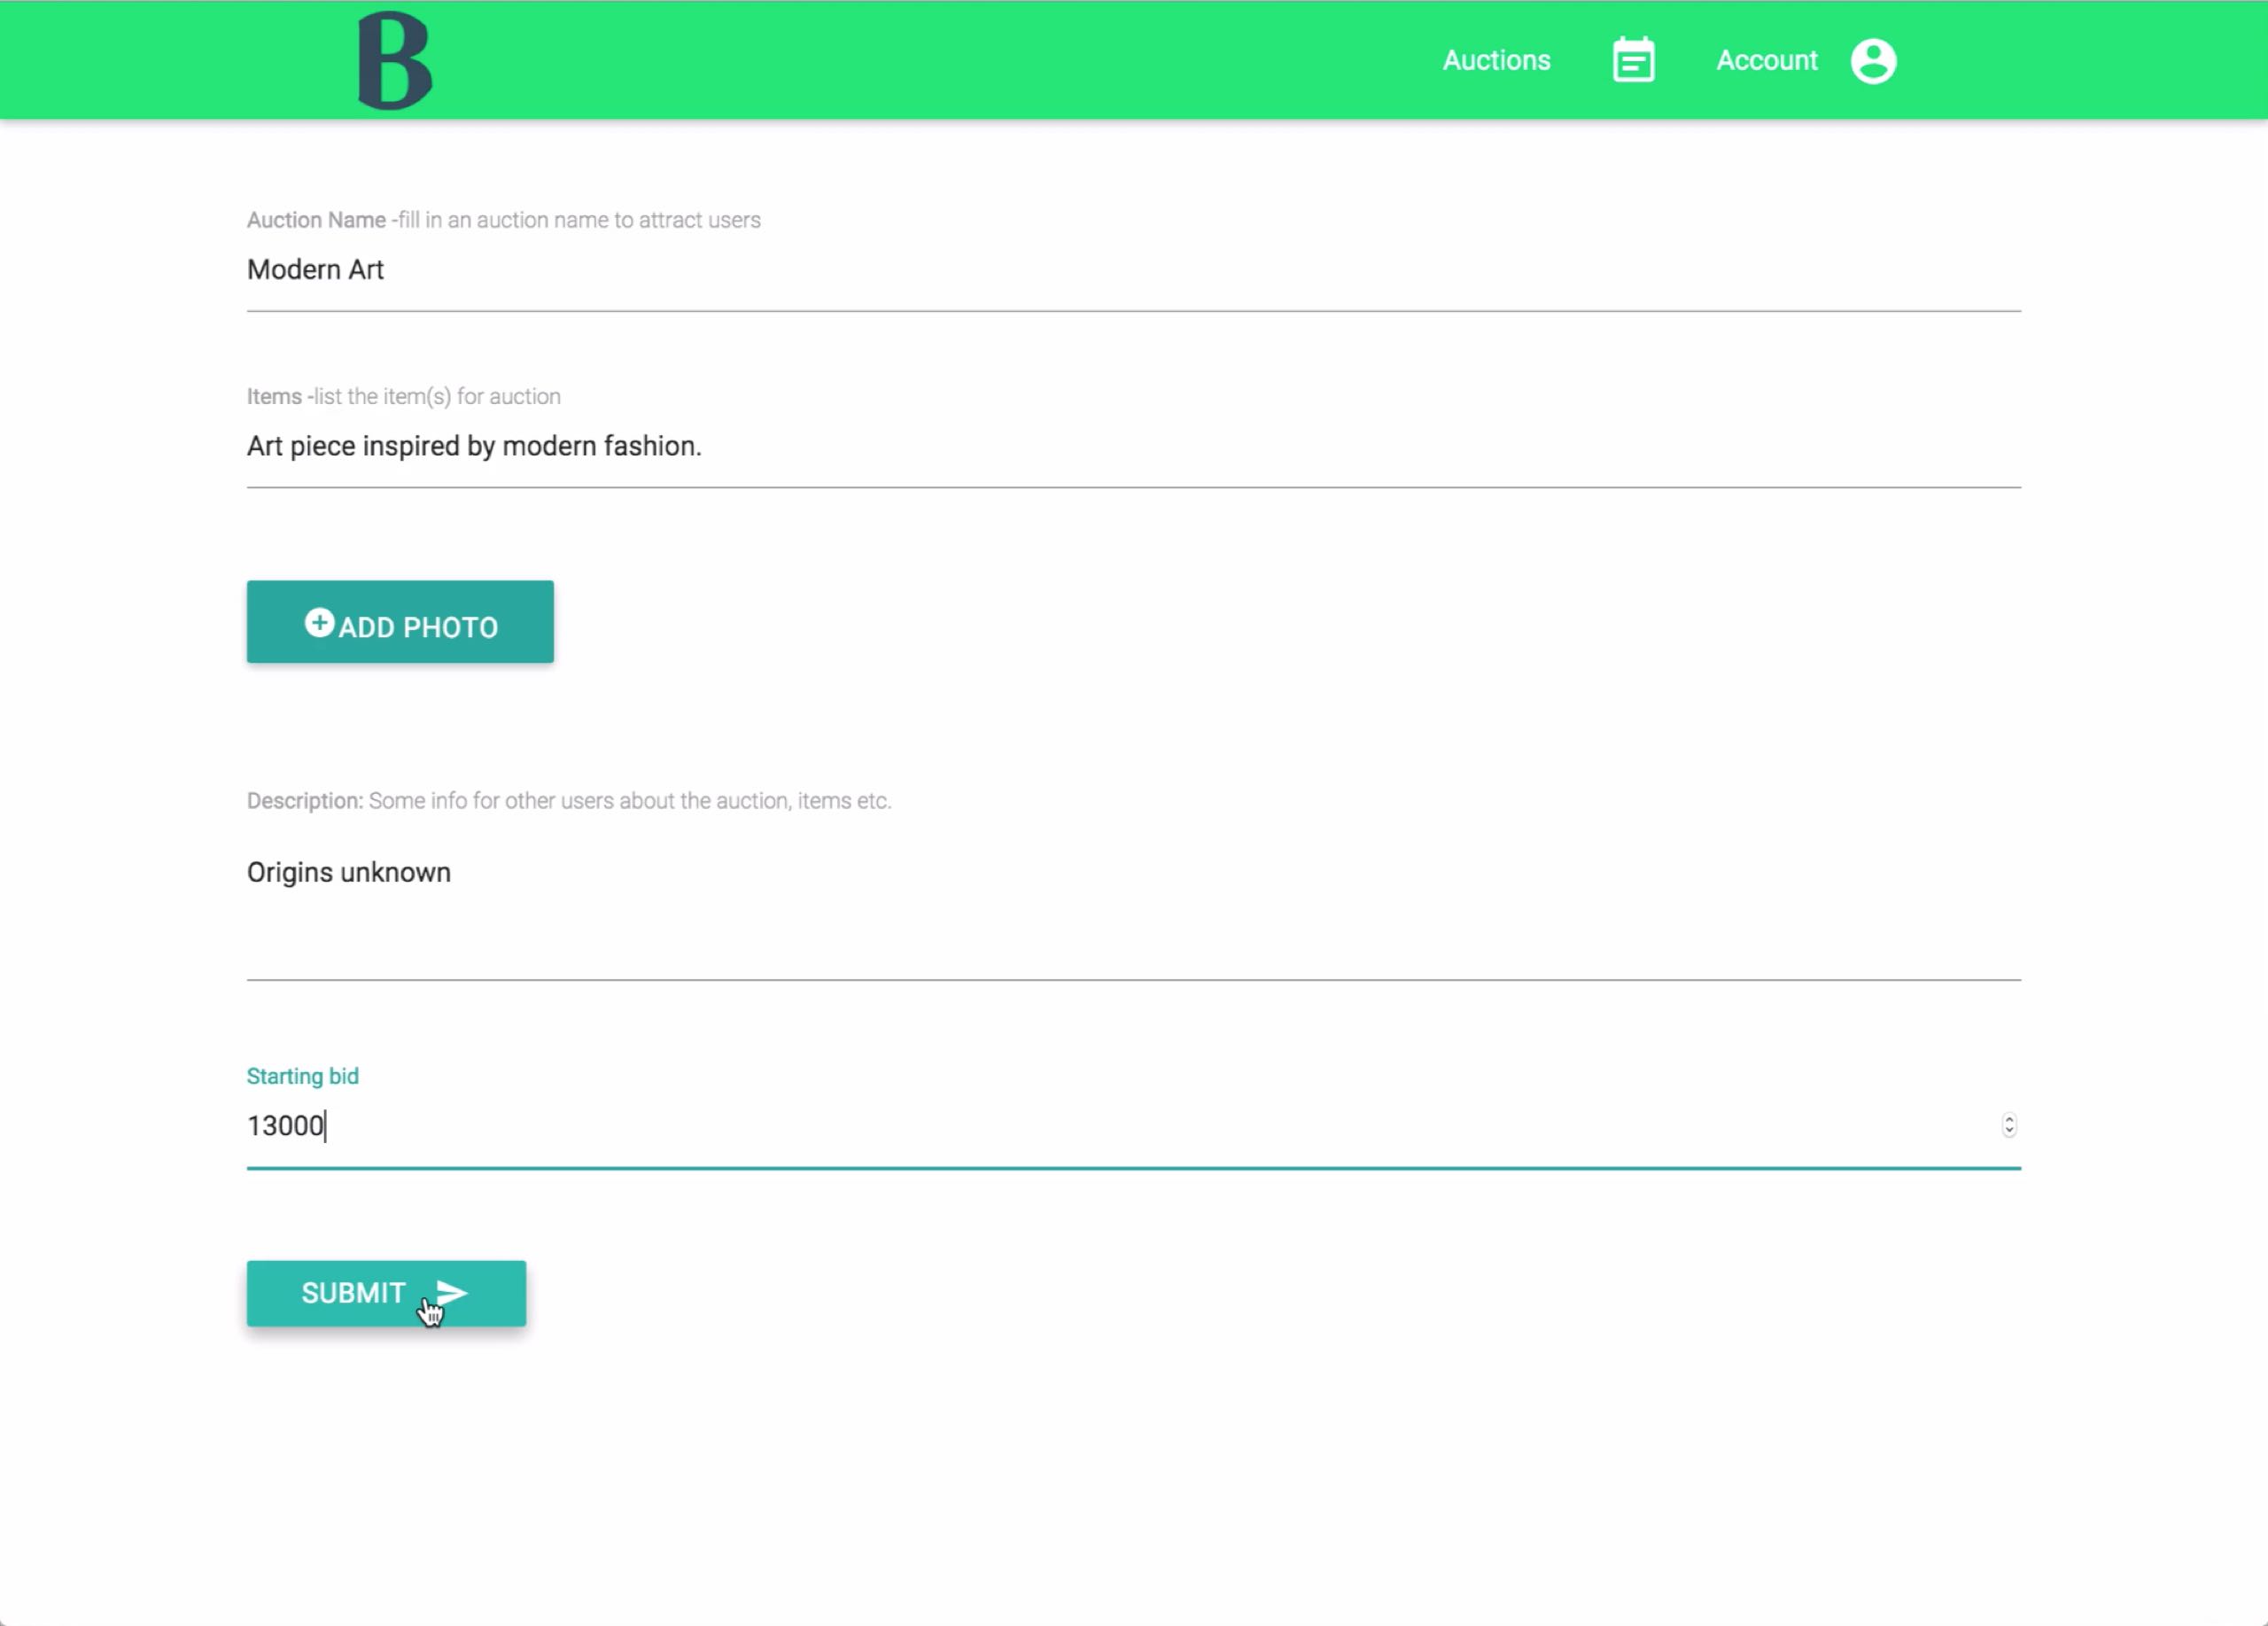 B
Auctions
Account
Auction Name -fill in an auction name to attract users
Modern Art
Items -list the item(s) for auction
Art piece inspired by modern fashion.
ADD PHOTO
Description: Some info for other users about the auction, items etc.
Origins unknown
Starting bid
13000
SUBMIT